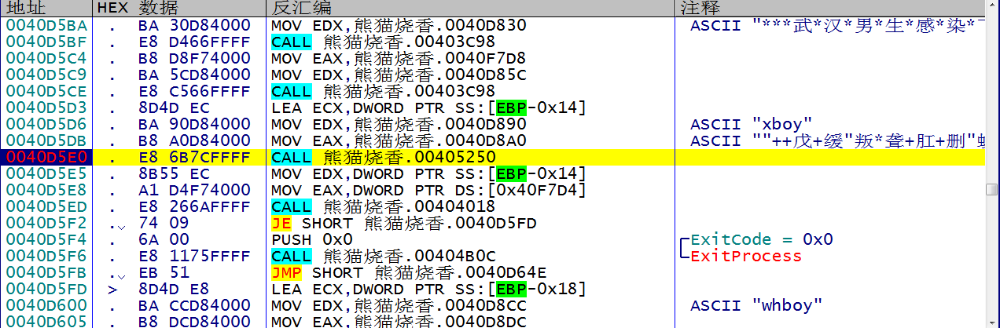 地址 HEX 数据 反汇编 注释
0040D5BA . BA 30D84000 MOV EDX,熊猫烧香.0040D830 ASCII "***武*汉*男*生*感*染*
0040D5BF . E8 D466FFFF CALL 熊猫烧香.00403C98
0040D5C4 . B8 D8F74000 MOV EAX,熊猫烧香.0040F7D8
0040D5C9 . BA 5CD84000 MOV EDX,熊猫烧香.0040D85C
0040D5CE . E8 C566FFFF CALL 熊猫烧香.00403C98
0040D5D3 . 8D4D EC LEA ECX,DWORD PTR SS:[EBP-0x14]
0040D5D6 . BA 90D84000 MOV EDX,熊猫烧香.0040D890 ASCII "xboy"
0040D5DB . B8 A0D84000 MOV EAX,熊猫烧香.0040D8A0 ASCII ""++戊+缓"叛*聋+肛+删"
0040D5E0 . E8 6B7CFFFF CALL 熊猫烧香.00405250
0040D5E5 . 8B55 EC MOV EDX,DWORD PTR SS:[EBP-0x14]
0040D5E8 . A1 D4F74000 MOV EAX,DWORD PTR DS:[0x40F7D4]
0040D5ED . E8 266AFFFF CALL 熊猫烧香.00404018
0040D5F2 . 74 09 JE SHORT 熊猫烧香.0040D5FD
0040D5F4 . 6A 00 PUSH 0x0 ExitCode = 0x0
0040D5F6 . E8 1175FFFF CALL 熊猫烧香.00404B0C ExitProcess
0040D5FB . EB 51 JMP SHORT 熊猫烧香.0040D64E
0040D5FD > 8D4D E8 LEA ECX,DWORD PTR SS:[EBP-0x18]
0040D600 . BA CCD84000 MOV EDX,熊猫烧香.0040D8CC ASCII "whboy"
0040D605 . B8 DCD84000 MOV EAX,熊猫烧香.0040D8DC